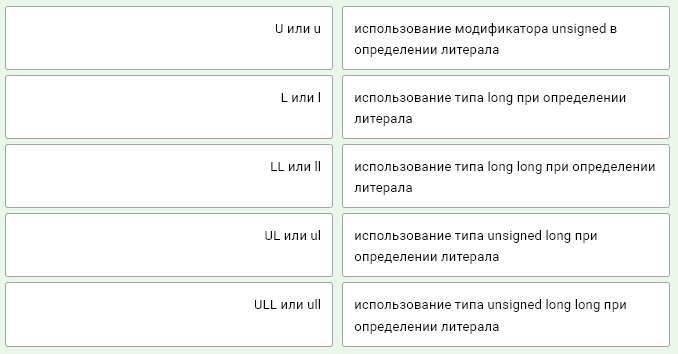 U или u
использование модификатора unsigned в
определении литерала
L или l
использование типа long при определении
литерала
LL или ll
использование типа long long при определении
литерала
UL или ul
использование типа unsigned long при
определении литерала
ULL или ull
использование типа unsigned long long при
определении литерала